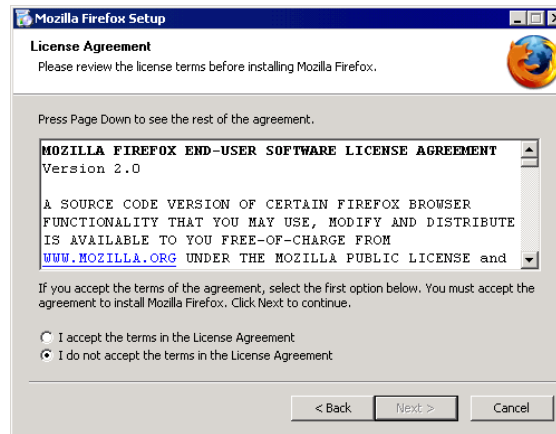 Mozilla Firefox Setup
License Agreement
Please review the license terms before installing Mozilla Firefox.
Press Page Down to see the rest of the agreement.
MOZILLA FIREFOX END-USER SOFTWARE LICENSE AGREEMENT
Version 2.0
A SOURCE CODE VERSION OF CERTAIN FIREFOX BROWSER
FUNCTIONALITY THAT YOU MAY USE, MODIFY AND DISTRIBUTE
IS AVAILABLE TO YOU FREE-OF-CHARGE FROM
WWW.MOZILLA.ORG UNDER THE MOZILLA PUBLIC LICENSE and
If you accept the terms of the agreement, select the first option below. You must accept the
agreement to install Mozilla Firefox. Click Next to continue.
I accept the terms in the License Agreement
I do not accept the terms in the License Agreement
< Back Next > Cancel